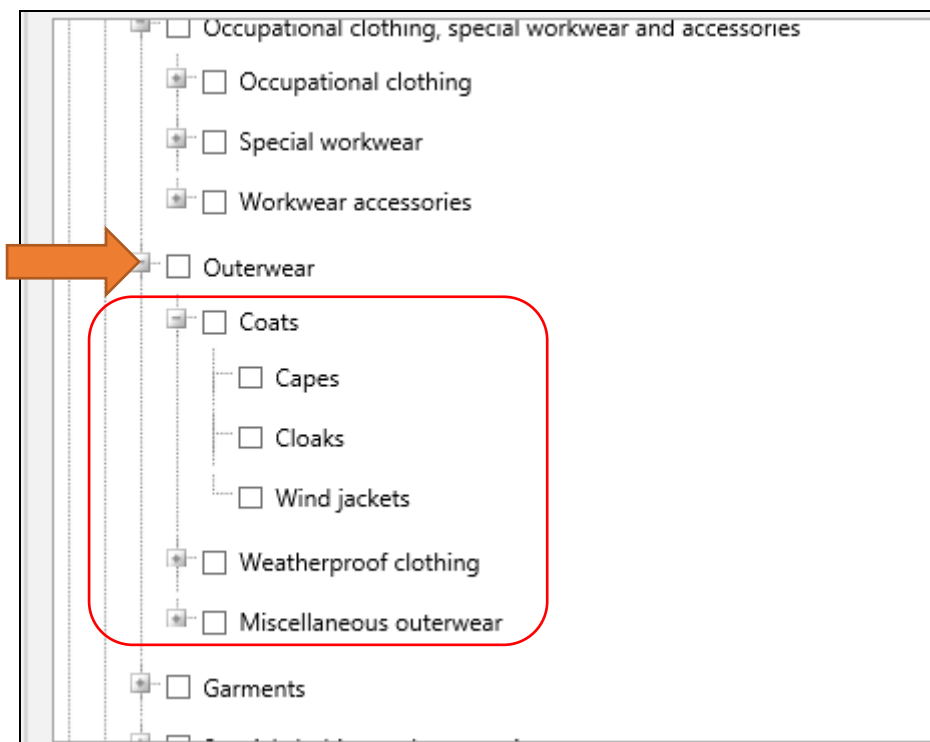 Occupational clothing, special workwear and accessories
Occupational clothing
Special workwear
Workwear accessories
Outerwear
Coats
Capes
Cloaks
Wind jackets
Weatherproof clothing
Miscellaneous outerwear
Garments